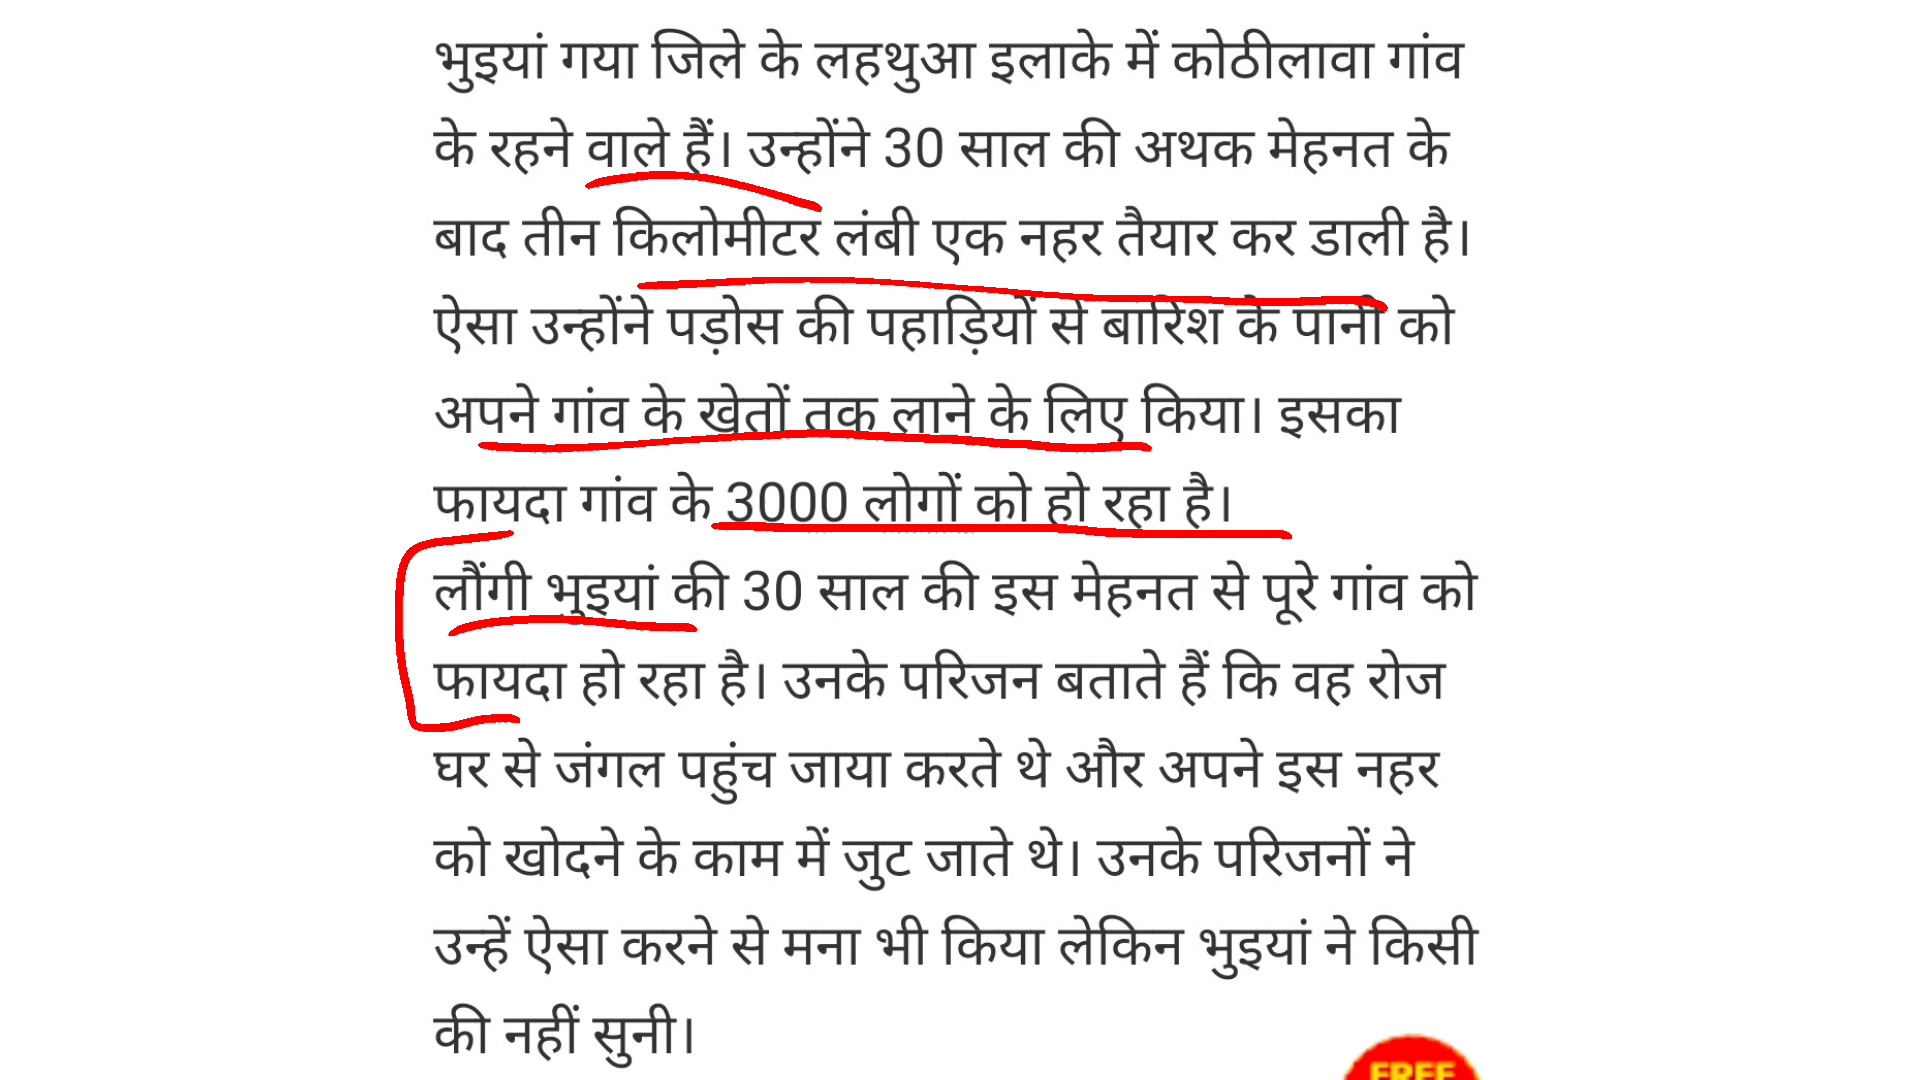 भुइयां गया जिले के लहथुआ इलाके में कोठीलावा गांव
के रहने वाले हैं। उन्होंने 30 साल की अथक मेहनत के
बाद तीन किलोमीटर लंबी एक नहर तैयार कर डाली है।
ऐसा उन्होंने पड़ोस की पहाड़ियों से बारिश के पानी को
अपने गांव के खेतों तक लाने के लिए किया। इसका
फायदा गांव के 3000 लोगों को हो रहा है।
लौंगी भुइयां की 30 साल की इस मेहनत से पूरे गांव को
फायदा हो रहा है। उनके परिजन बताते हैं कि वह रोज
घर से जंगल पहुंच जाया करते थे और अपने इस नहर
को खोदने के काम में जुट जाते थे। उनके परिजनों ने
उन्हें ऐसा करने से मना भी किया लेकिन भुइयां ने किसी
की नहीं सुनी।
FREE